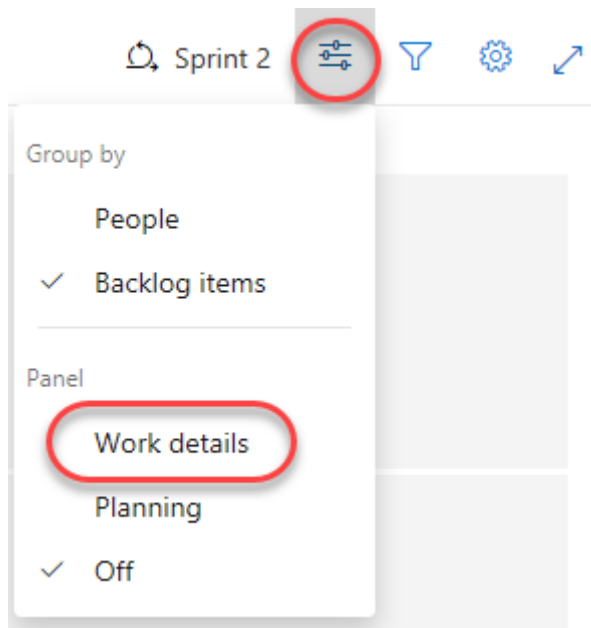 Sprint 2
Group by
People
Backlog items
Panel
Work details
Planning
Off